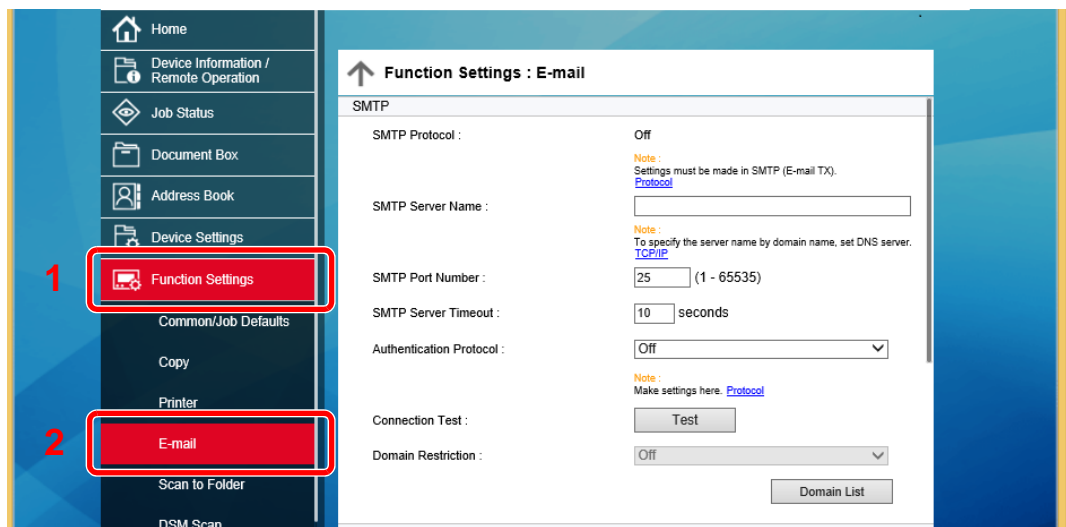 Home
Device Information /
Remote Operation
Job Status
Document Box
Address Book
Device Settings
1
Function Settings
Common/Job Defaults
Copy
Printer
2
E-mail
Scan to Folder
DSM Scan
Function Settings : E-mail
SMTP
SMTP Protocol :
Off
Note :
Settings must be made in SMTP (E-mail TX).
Protocol
SMTP Server Name :
Note :
To specify the server name by domain name, set DNS server.
TCP/IP
SMTP Port Number :
25 (1 - 65535)
SMTP Server Timeout :
10 seconds
Authentication Protocol :
Off
Note :
Make settings here. Protocol
Connection Test :
Test
Domain Restriction :
Off
Domain List